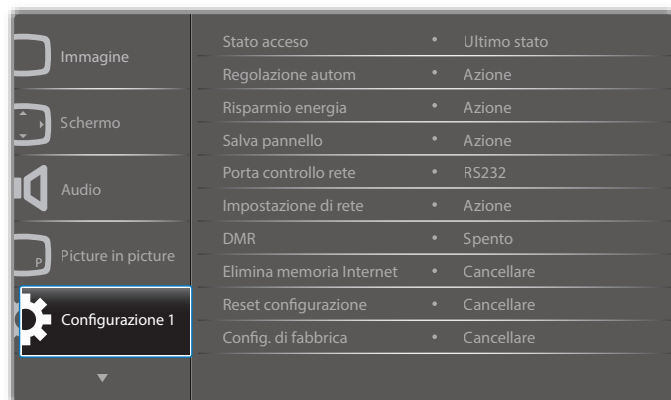 Immagine
Schermo
Audio
P
Picture in picture
Configurazione 1
Stato acceso • Ultimo stato
Regolazione autom • Azione
Risparmio energia • Azione
Salva pannello • Azione
Porta controllo rete • RS232
Impostazione di rete • Azione
DMR • Spento
Elimina memoria Internet • Cancellare
Reset configurazione • Cancellare
Config. di fabbrica • Cancellare